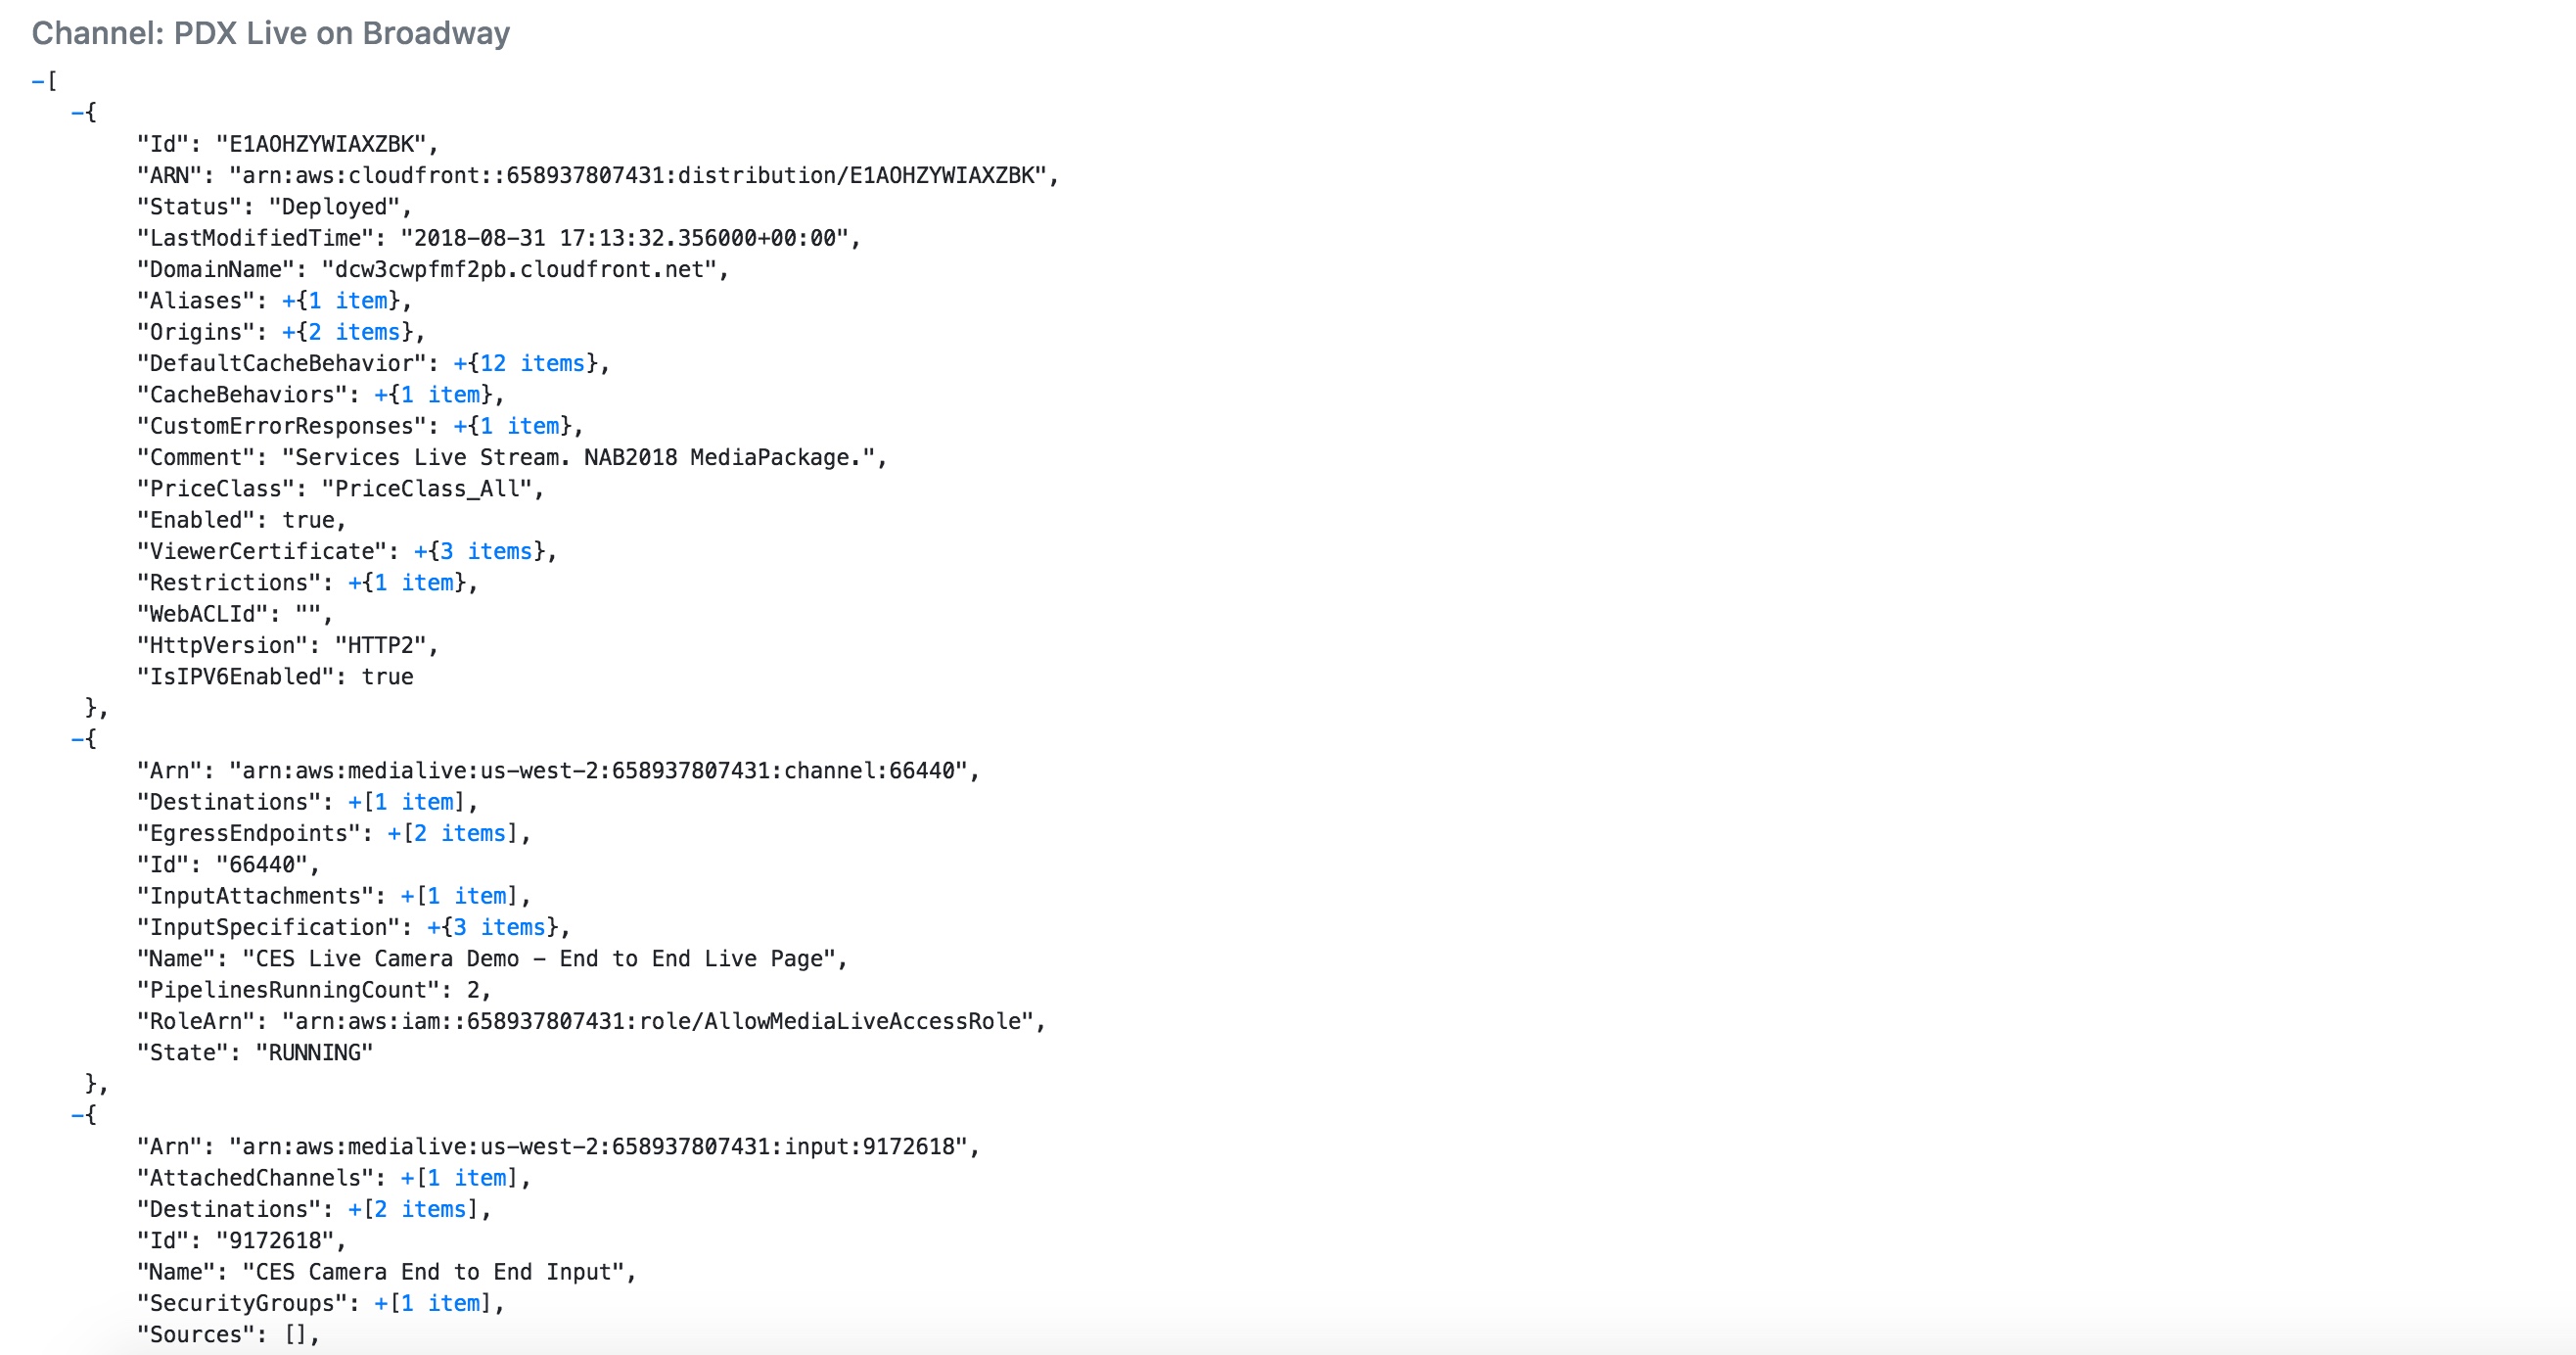 Channel: PDX Live on Broadway
−[
−{
"Id": "E1AOHZYWIAXZBK",
"ARN": "arn:aws:cloudfront::658937807431:distribution/E1AOHZYWIAXZBK",
"Status": "Deployed",
"LastModifiedTime": "2018-08-31 17:13:32.356000+00:00",
"DomainName": "dcw3cwpfmf2pb.cloudfront.net",
"Aliases": +{1 item},
"Origins": +{2 items},
"DefaultCacheBehavior": +{12 items},
"CacheBehaviors": +{1 item},
"CustomErrorResponses": +{1 item},
"Comment": "Services Live Stream. NAB2018 MediaPackage.",
"PriceClass": "PriceClass_All",
"Enabled": true,
"ViewerCertificate": +{3 items},
"Restrictions": +{1 item},
"WebACLId": "",
"HttpVersion": "HTTP2",
"IsIPV6Enabled": true
},
−{
"Arn": "arn:aws:medialive:us-west-2:658937807431:channel:66440",
"Destinations": +[1 item],
"EgressEndpoints": +[2 items],
"Id": "66440",
"InputAttachments": +[1 item],
"InputSpecification": +{3 items},
"Name": "CES Live Camera Demo - End to End Live Page",
"PipelinesRunningCount": 2,
"RoleArn": "arn:aws:iam::658937807431:role/AllowMediaLiveAccessRole",
"State": "RUNNING"
},
−{
"Arn": "arn:aws:medialive:us-west-2:658937807431:input:9172618",
"AttachedChannels": +[1 item],
"Destinations": +[2 items],
"Id": "9172618",
"Name": "CES Camera End to End Input",
"SecurityGroups": +[1 item],
"Sources": [],